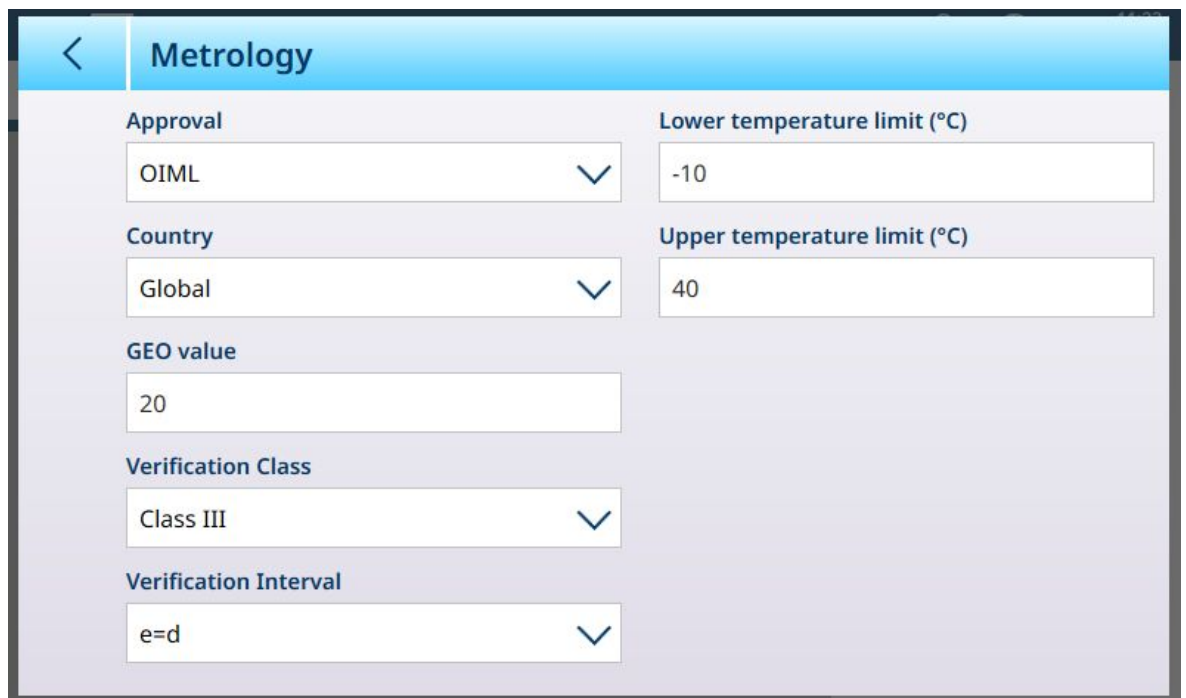 Metrology
Approval
OIML
Country
Global
GEO value
20
Verification Class
Class III
Verification Interval
e=d
Lower temperature limit (°C)
-10
Upper temperature limit (°C)
40